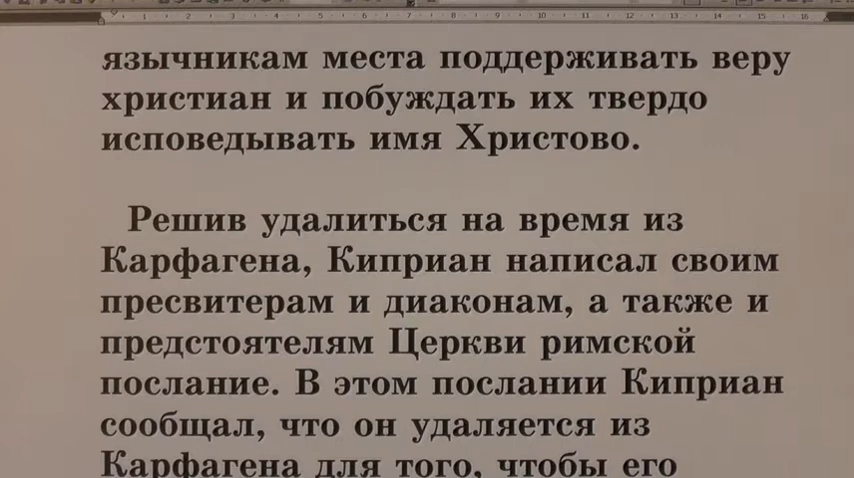 язычникам места поддерживать веру
христиан и побуждать их твердо
исповедывать имя Христово.
Решив удалиться на время из
Карфагена, Киприан написал своим
пресвитерам и диаконам, а также и
предстоятелям Церкви римской
послание. В этом послании Киприан
сообщал, что он удаляется из
Карфагена для того, чтобы его